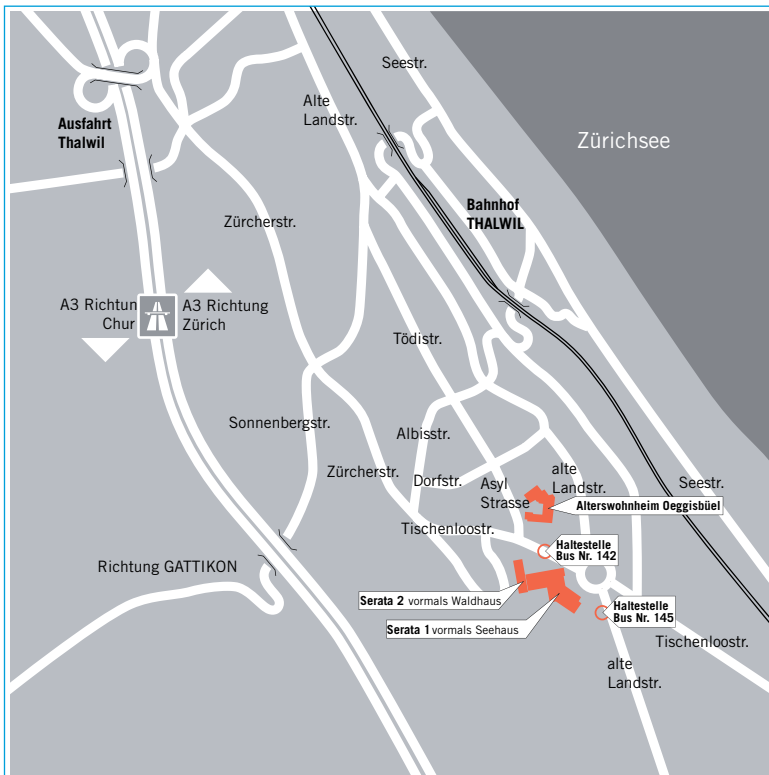 Seestr.
Alte
Landstr.
Ausfahrt
Thalwil
Zürichsee
Bahnhof
THALWIL
Zürcherstr.
A3 Richtun
Chur
A3 Richtung
Zürich
Tödistr.
Sonnenbergstr.
Albisstr.
Zürcherstr.
Dorfstr.
Asyl
Strasse
alte
Landstr.
Seestr.
Alterswohnheim Oeggisbüel
Tischenloostr.
Haltestelle
Bus Nr. 142
Richtung GATTIKON
Serata 2 vormals Waldhaus
Haltestelle
Bus Nr. 145
Serata 1 vormals Seehaus
Tischenloostr.
alte
Landstr.